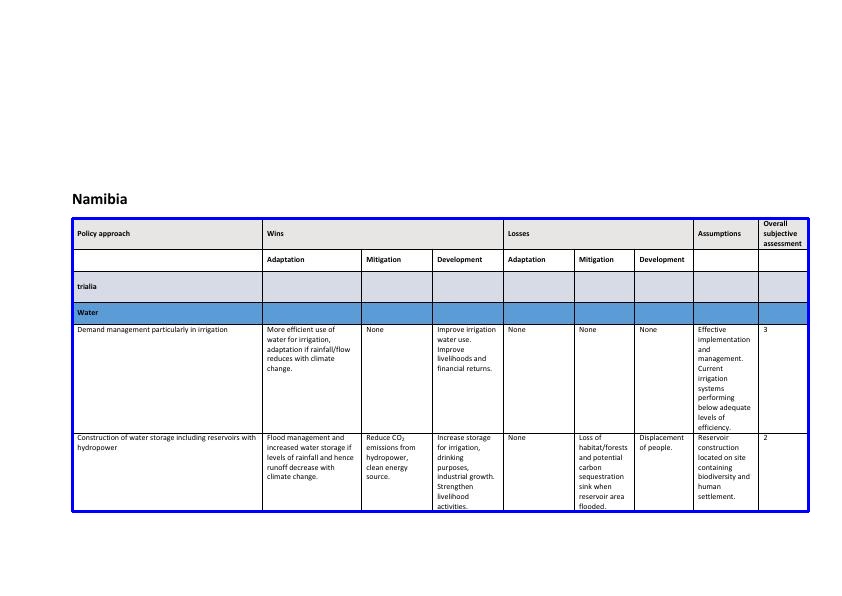 Namibia
Policy approach
Wins
Losses
Assumptions
Overall
subjective
assessment
Adaptation
Mitigation
Development
Adaptation
Mitigation
Development
trialia
Water
Demand management particularly in irrigation
More efficient use of
water for irrigation,
adaptation if rainfall/flow
reduces with climate
change.
None
Improve irrigation
water use.
Improve
livelihoods and
financial returns.
None
None
None
Effective
implementation
and
management.
Current
irrigation
systems
performing
below adequate
levels of
efficiency.
3
Construction of water storage including reservoirs with
hydropower
Flood management and
increased water storage if
levels of rainfall and hence
runoff decrease with
climate change.
Reduce CO₂
emissions from
hydropower,
clean energy
source.
Increase storage
for irrigation,
drinking
purposes,
industrial growth.
Strengthen
livelihood
activities.
None
Loss of
habitat/forests
and potential
carbon
sequestration
sink when
reservoir area
flooded.
Displacement
of people.
Reservoir
construction
located on site
containing
biodiversity and
human
settlement.
2